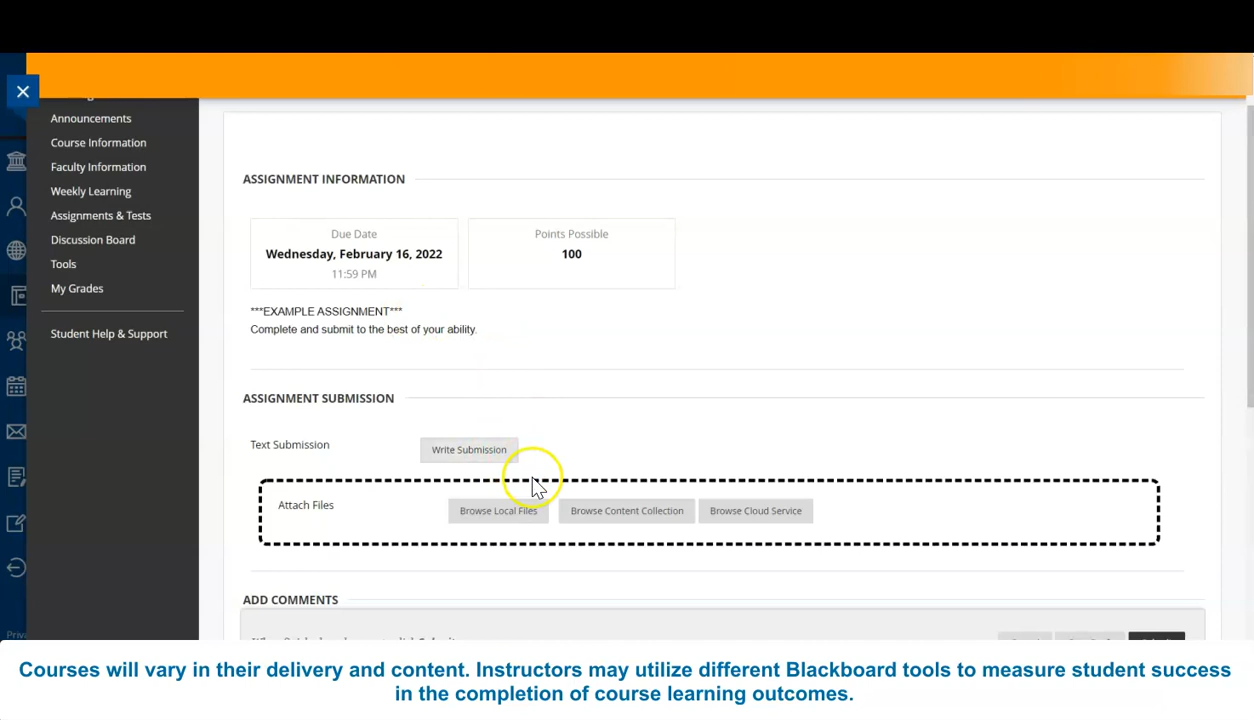 Announcements
Course Information
Faculty Information
Weekly Learning
Assignments & Tests
Discussion Board
Tools
My Grades
Student Help & Support
ASSIGNMENT INFORMATION
Due Date
Wednesday, February 16, 2022
11:59 PM
Points Possible
100
***EXAMPLE ASSIGNMENT***
Complete and submit to the best of your ability.
ASSIGNMENT SUBMISSION
Text Submission
Write Submission
Attach Files
Browse Local Files
Browse Content Collection
Browse Cloud Service
ADD COMMENTS
Courses will vary in their delivery and content. Instructors may utilize different Blackboard tools to measure student success
in the completion of course learning outcomes.